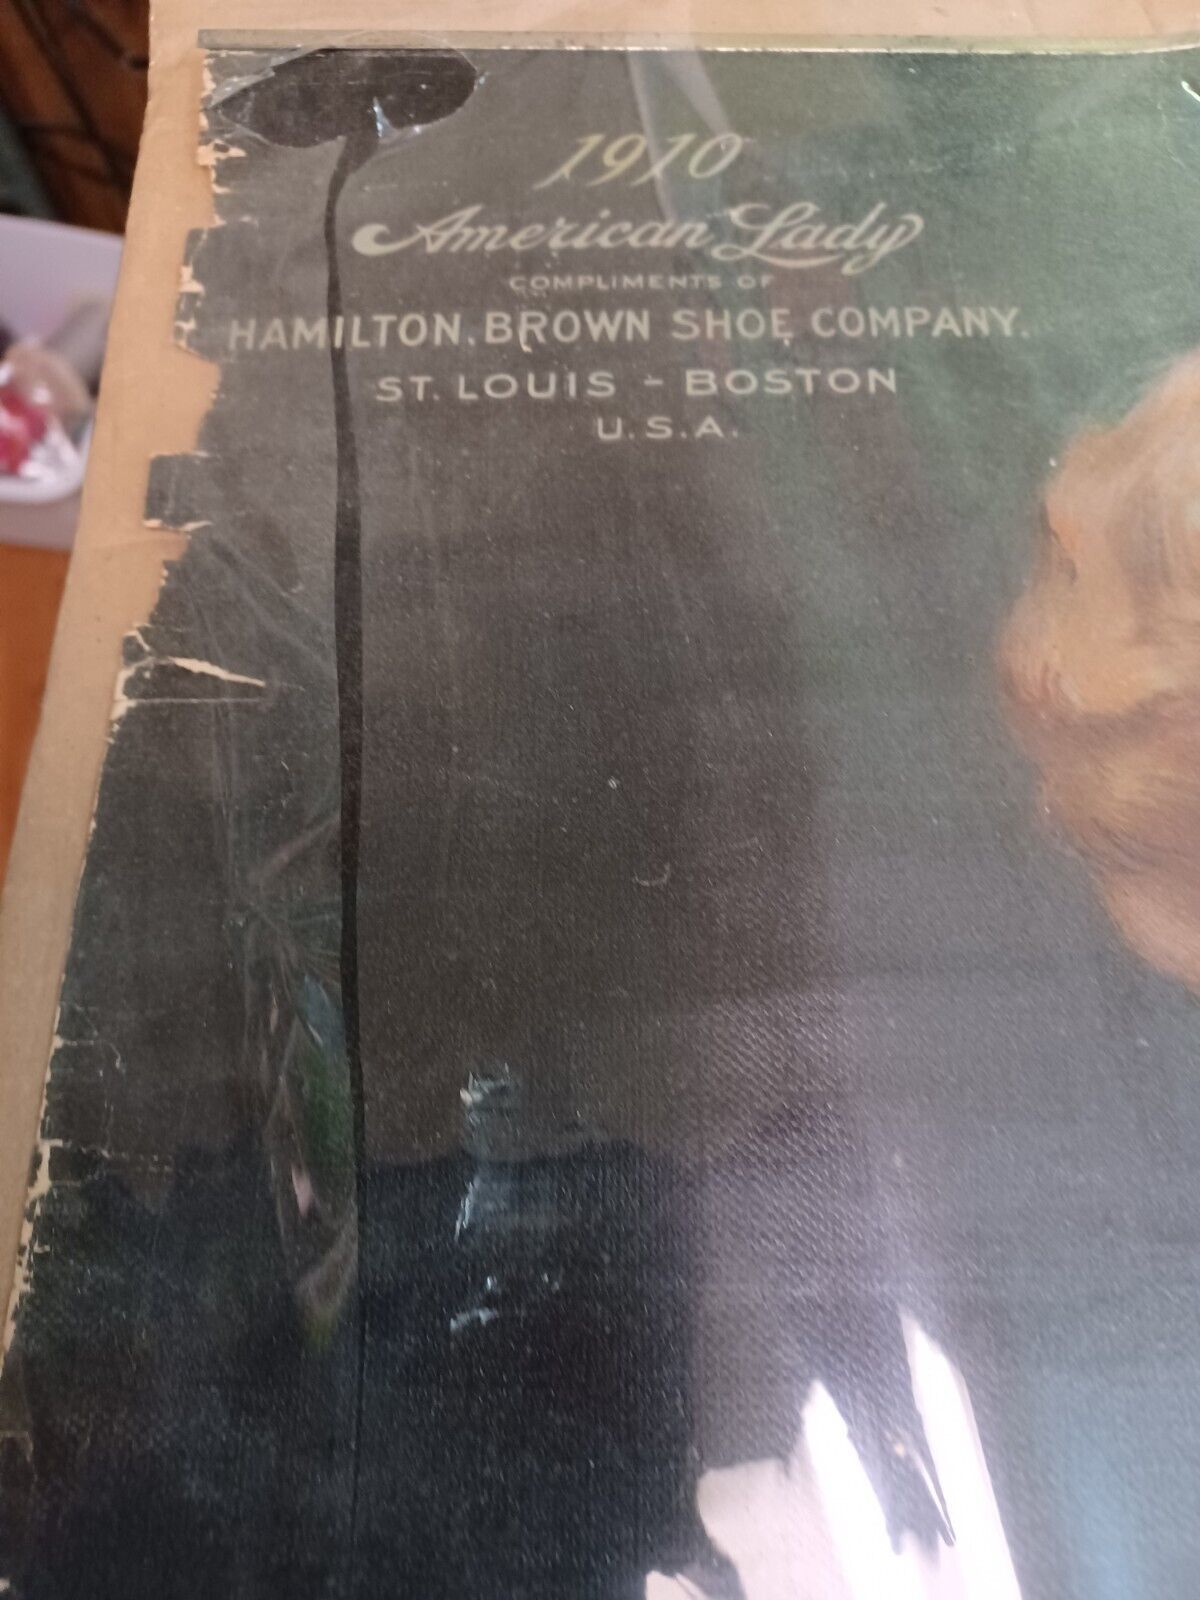 1910
American Lady
COMPLIMENTS OF
HAMILTON, BROWN SHOE COMPANY.
ST. LOUIS - BOSTON
U.S.A.